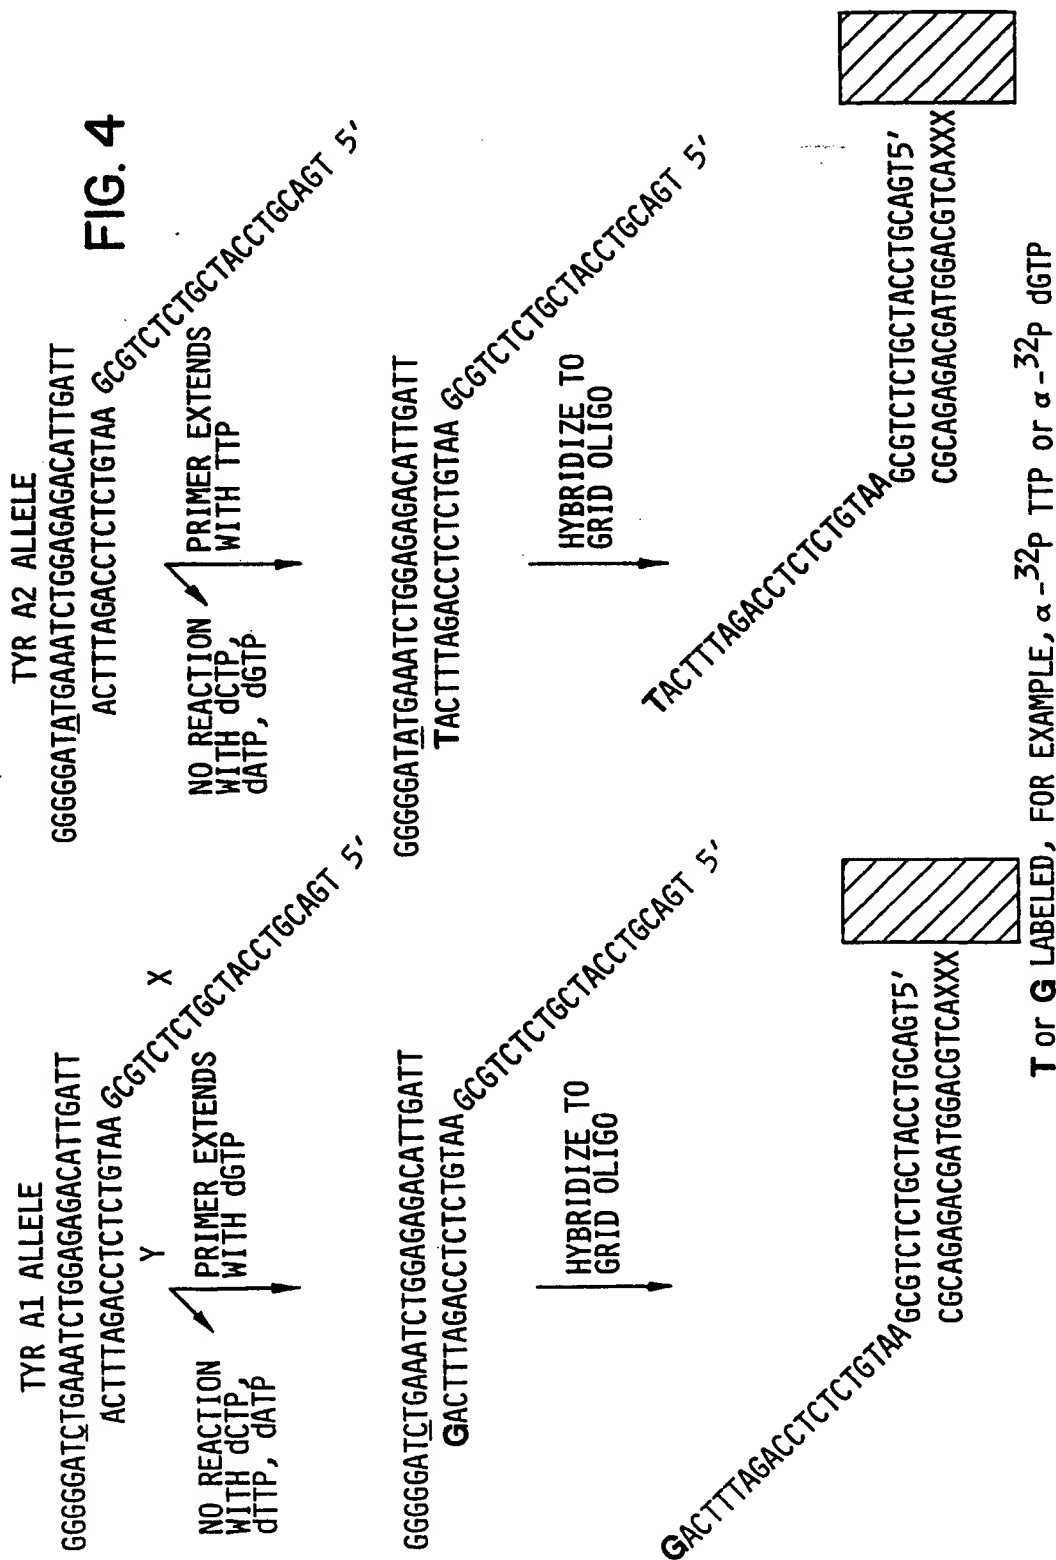 FIG. 4
TYR A1 ALLELE
GGGGGATCTGAAATCTGGAGAGACATTGATT
ACTTTAGACCTCTCTGTAA GCGTCTCTGCTACCTGCAGT 5'
Y
X
NO REACTION
WITH dCTP,
dTTP, dATP
PRIMER EXTENDS
WITH dGTP
GGGGGATCTGAAATCTGGAGAGACATTGATT
GACTTTAGACCTCTCTGTAA GCGTCTCTGCTACCTGCAGT 5'
HYBRIDIZE TO
GRID OLIGO
GACTTTAGACCTCTCTGTAA
GCGTCTCTGCTACCTGCAGT5'
CGCAGAGACGATGGACGTCAXXX
TYR A2 ALLELE
GGGGGATATGAAATCTGGAGAGACATTGATT
ACTTTAGACCTCTCTGTAA GCGTCTCTGCTACCTGCAGT 5'
NO REACTION
WITH dCTP,
dATP, dGTP
PRIMER EXTENDS
WITH TTP
GGGGGATATGAAATCTGGAGAGACATTGATT
TACTTTAGACCTCTCTGTAA GCGTCTCTGCTACCTGCAGT 5'
HYBRIDIZE TO
GRID OLIGO
TACTTTAGACCTCTCTGTAA
GCGTCTCTGCTACCTGCAGT5'
CGCAGAGACGATGGACGTCAXXX
T or G LABELED, FOR EXAMPLE, α-³²P TTP or α-³²P dGTP